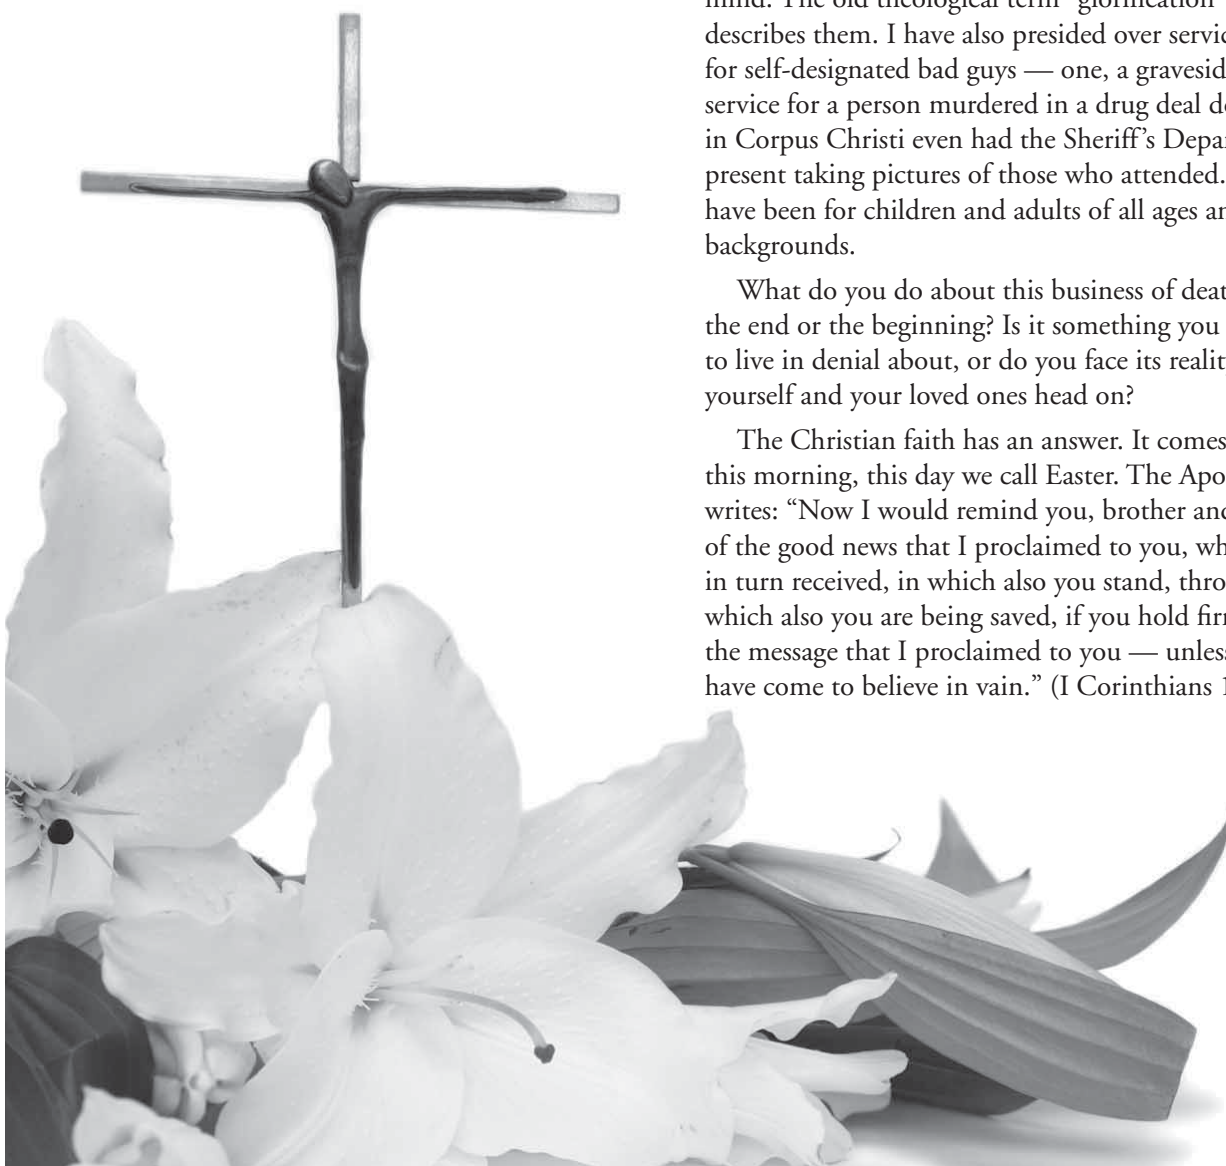 describes them. I have also presided over
for self-designated bad guys — one, a
service for a person murdered in a drug deal
in Corpus Christi even had the Sheriff’s
present taking pictures of those who attended.
have been for children and adults of all ages
backgrounds.
What do you do about this business of
the end or the beginning? Is it something you
to live in denial about, or do you face its
yourself and your loved ones head on?
The Christian faith has an answer. It comes
this morning, this day we call Easter. The
writes: “Now I would remind you, brother
of the good news that I proclaimed to you,
in turn received, in which also you stand,
which also you are being saved, if you hold
the message that I proclaimed to you — unless
have come to believe in vain.” (I Corinthians